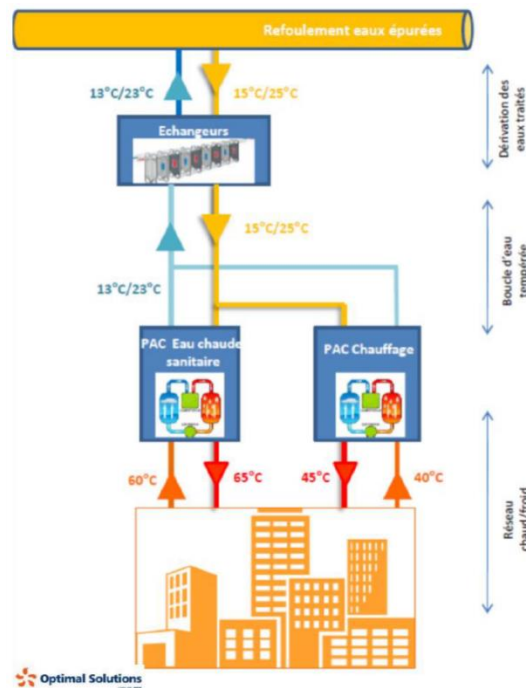 Refoulement eaux épurées
13°C/23°C
15°C/25°C
Echangeurs
Dérivation des
eaux traités
15°C/25°C
13°C/23°C
Boucle d'eau
tempérée
PAC Eau chaude
sanitaire
PAC Chauffage
60°C
65°C
45°C
40°C
Réseau
chaud/froid
Optimal Solutions